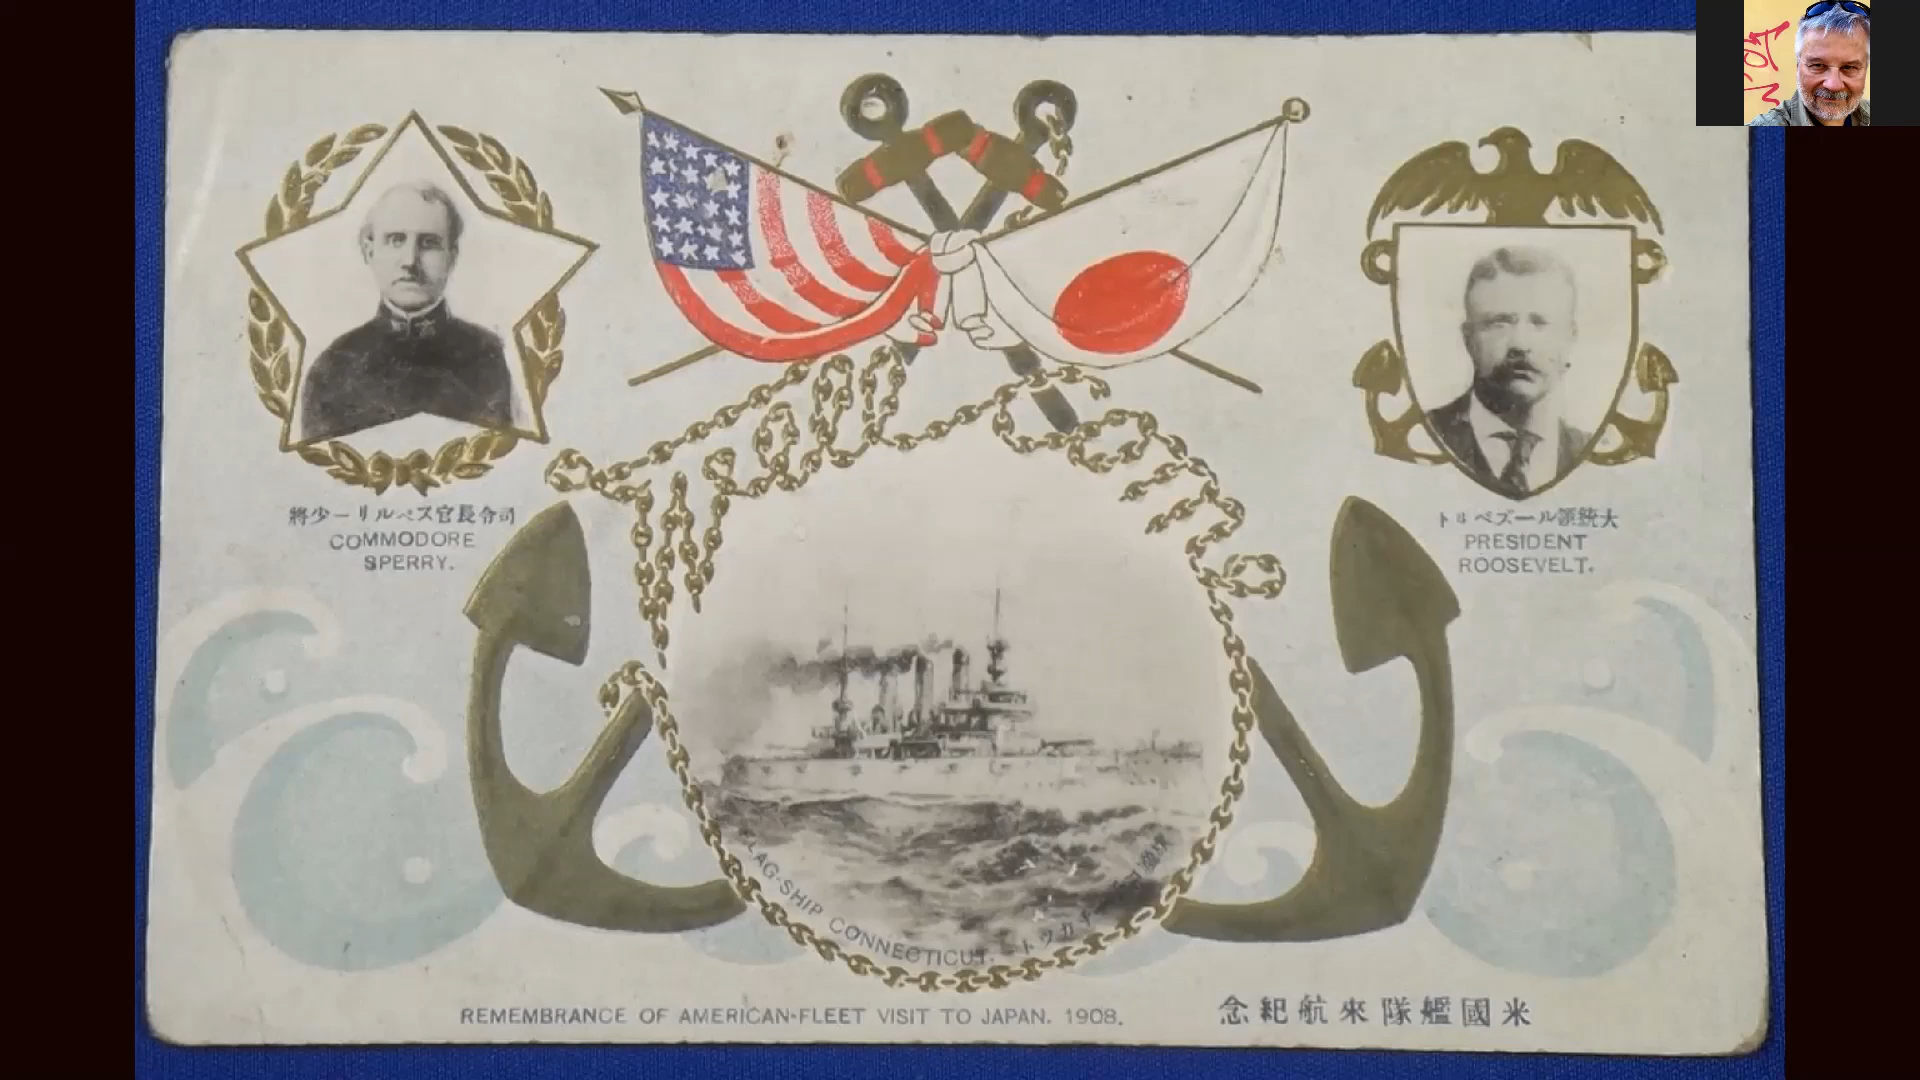 司令長官スペルリー少將
COMMODORE
SPERRY.
大統領ルーズベルト
PRESIDENT
ROOSEVELT.
FLAG-SHIP CONNECTICUT.
REMEMBRANCE OF AMERICAN-FLEET VISIT TO JAPAN. 1908.
米國艦隊來航紀念